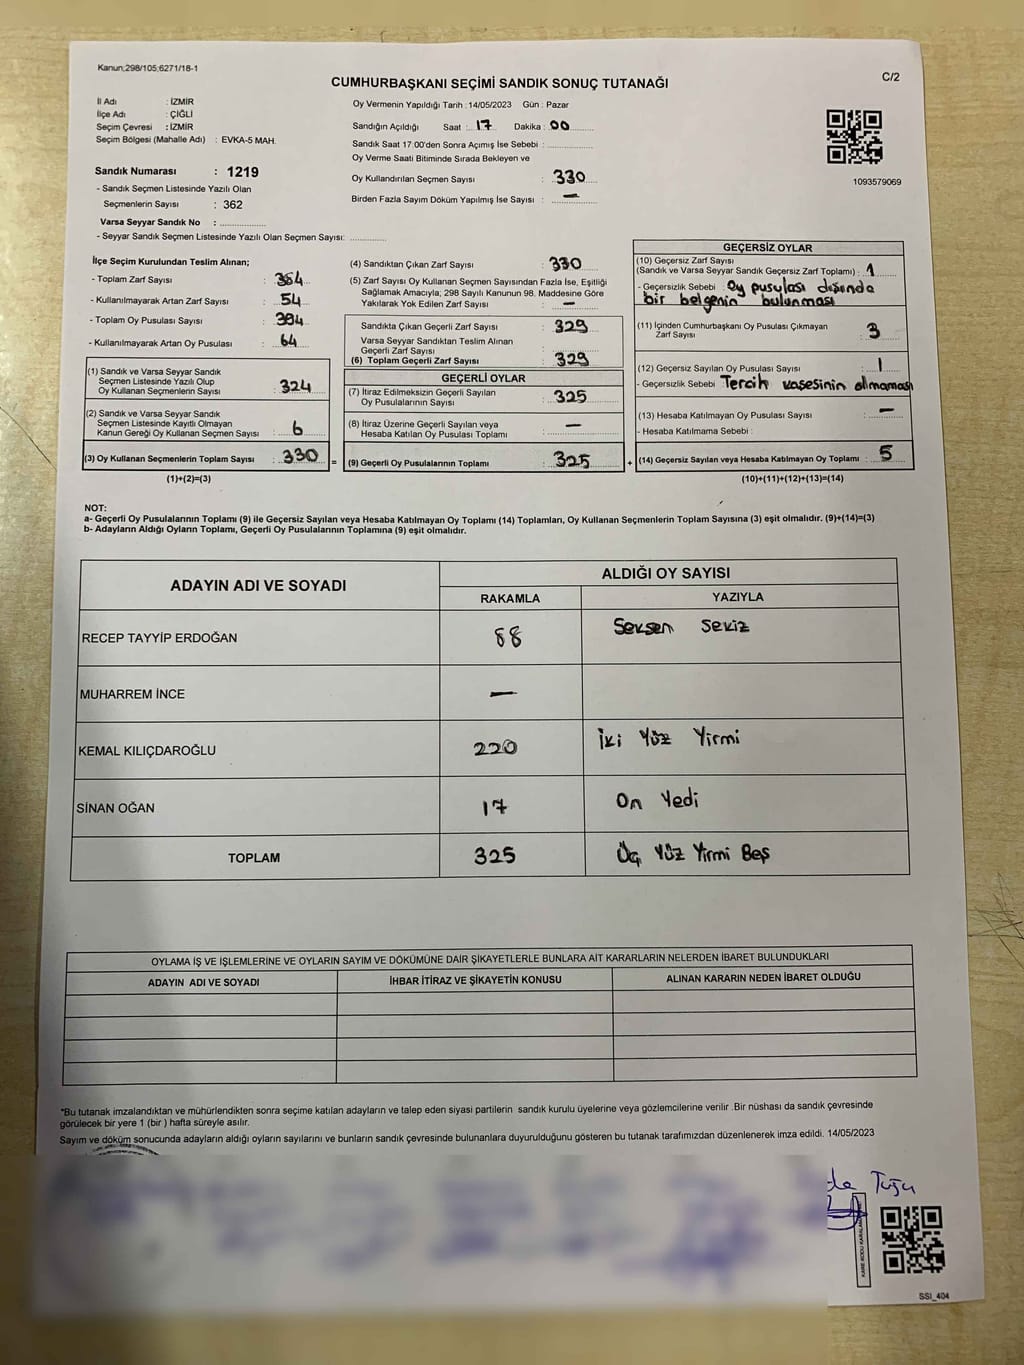 Kanun;298/105;6271/18-1
C/2
CUMHURBAŞKANI SEÇİMİ SANDIK SONUÇ TUTANAĞI
İl Adı : İZMİR
İlçe Adı : ÇİĞLİ
Seçim Çevresi : İZMİR
Seçim Bölgesi (Mahalle Adı) : EVKA-5 MAH.
Sandık Numarası : 1219
- Sandık Seçmen Listesinde Yazılı Olan
Seçmenlerin Sayısı : 362
Varsa Seyyar Sandık No :
- Seyyar Sandık Seçmen Listesinde Yazılı Olan Seçmen Sayısı:
Oy Vermenin Yapıldığı Tarih : 14/05/2023 Gün : Pazar
Sandığın Açıldığı Saat : 17 Dakika : 00
Sandık Saat 17:00'den Sonra Açımış İse Sebebi :
Oy Verme Saati Bitiminde Sırada Bekleyen ve
Oy Kullandırılan Seçmen Sayısı : 330
Birden Fazla Sayım Döküm Yapılmış İse Sayısı : —
1093579069
İlçe Seçim Kurulundan Teslim Alınan;
- Toplam Zarf Sayısı : 384
- Kullanılmayarak Artan Zarf Sayısı : 54
- Toplam Oy Pusulası Sayısı : 394
- Kullanılmayarak Artan Oy Pusulası : 64
(1) Sandık ve Varsa Seyyar Sandık
Seçmen Listesinde Yazılı Olup
Oy Kullanan Seçmenlerin Sayısı : 324
(2) Sandık ve Varsa Seyyar Sandık
Seçmen Listesinde Kayıtlı Olmayan
Kanun Gereği Oy Kullanan Seçmen Sayısı : 6
(3) Oy Kullanan Seçmenlerin Toplam Sayısı : 330 =
(1)+(2)=(3)
(4) Sandıktan Çıkan Zarf Sayısı : 330
(5) Zarf Sayısı Oy Kullanan Seçmen Sayısından Fazla İse, Eşitliği
Sağlamak Amacıyla; 298 Sayılı Kanunun 98. Maddesine Göre
Yakılarak Yok Edilen Zarf Sayısı : —
Sandıkta Çıkan Geçerli Zarf Sayısı : 329
Varsa Seyyar Sandıktan Teslim Alınan
Geçerli Zarf Sayısı
(6) Toplam Geçerli Zarf Sayısı : 329
GEÇERLİ OYLAR
(7) İtiraz Edilmeksizin Geçerli Sayılan
Oy Pusulalarının Sayısı : 325
(8) İtiraz Üzerine Geçerli Sayılan veya
Hesaba Katılan Oy Pusulası Toplamı : —
(9) Geçerli Oy Pusulalarının Toplamı : 325 +
GEÇERSİZ OYLAR
(10) Geçersiz Zarf Sayısı
(Sandık ve Varsa Seyyar Sandık Geçersiz Zarf Toplamı) : 1
- Geçersizlik Sebebi : Oy pusulası dışında
bir belgenin bulunması
(11) İçinden Cumhurbaşkanı Oy Pusulası Çıkmayan
Zarf Sayısı : 3
(12) Geçersiz Sayılan Oy Pusulası Sayısı : 1
- Geçersizlik Sebebi Tercih kaşesinin olmaması
(13) Hesaba Katılmayan Oy Pusulası Sayısı : —
- Hesaba Katılmama Sebebi :
(14) Geçersiz Sayılan veya Hesaba Katılmayan Oy Toplamı : 5
(10)+(11)+(12)+(13)=(14)
NOT:
a- Geçerli Oy Pusulalarının Toplamı (9) ile Geçersiz Sayılan veya Hesaba Katılmayan Oy Toplamı (14) Toplamları, Oy Kullanan Seçmenlerin Toplam Sayısına (3) eşit olmalıdır. (9)+(14)=(3)
b- Adayların Aldığı Oyların Toplamı, Geçerli Oy Pusulalarının Toplamına (9) eşit olmalıdır.
ADAYIN ADI VE SOYADI
ALDIĞI OY SAYISI
RAKAMLA YAZIYLA
RECEP TAYYİP ERDOĞAN 88 Seksen Sekiz
MUHARREM İNCE —
KEMAL KILIÇDAROĞLU 220 İki Yüz Yirmi
SİNAN OĞAN 17 On Yedi
TOPLAM 325 Üç Yüz Yirmi Beş
OYLAMA İŞ VE İŞLEMLERİNE VE OYLARIN SAYIM VE DÖKÜMÜNE DAİR ŞİKAYETLERLE BUNLARA AİT KARARLARIN NELERDEN İBARET BULUNDUKLARI
ADAYIN ADI VE SOYADI İHBAR İTİRAZ VE ŞİKAYETİN KONUSU ALINAN KARARIN NEDEN İBARET OLDUĞU
*Bu tutanak imzalandıktan ve mühürlendikten sonra seçime katılan adayların ve talep eden siyasi partilerin sandık kurulu üyelerine veya gözlemcilerine verilir .Bir nüshası da sandık çevresinde
görülecek bir yere 1 (bir ) hafta süreyle asılır.
Sayım ve döküm sonucunda adayların aldığı oyların sayılarını ve bunların sandık çevresinde bulunanlara duyurulduğunu gösteren bu tutanak tarafımızdan düzenlenerek imza edildi. 14/05/2023
SSI_404